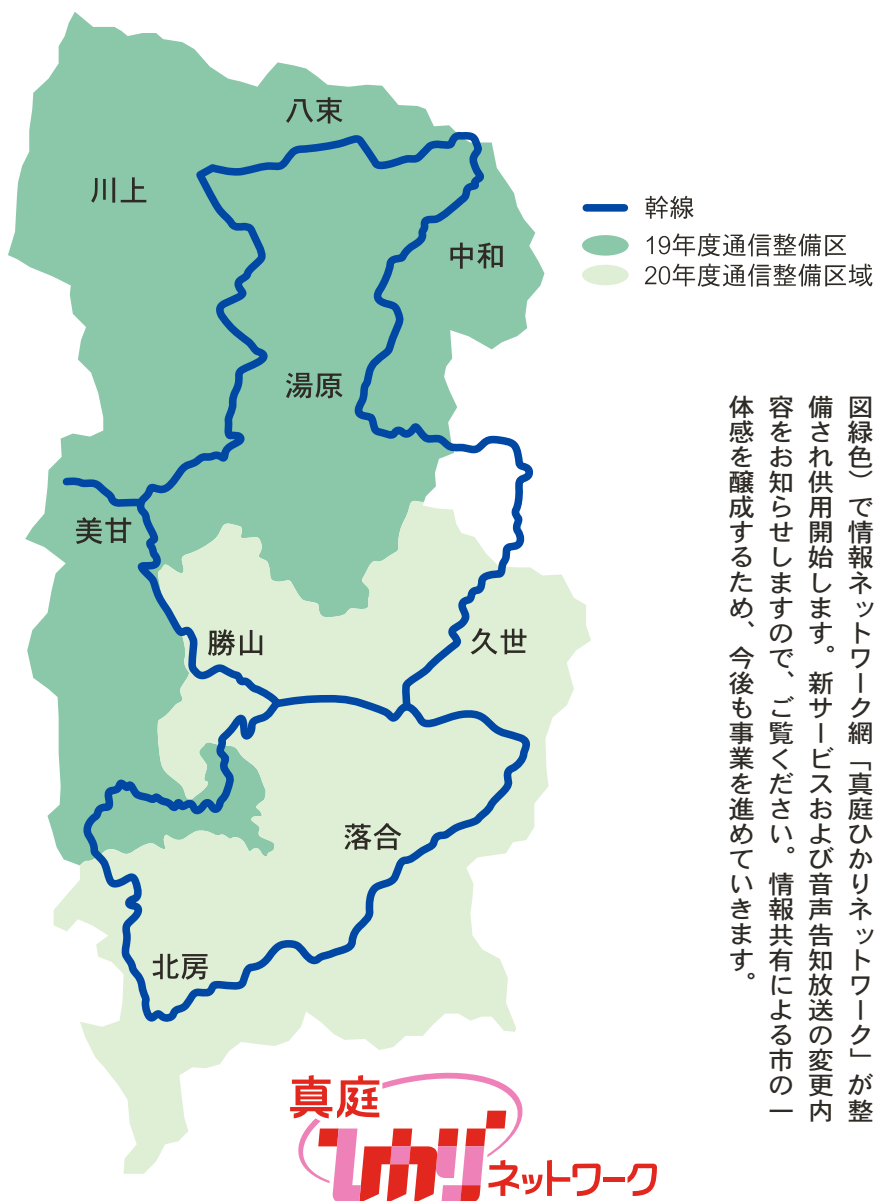 八束
川上
中和
湯原
美甘
勝山
久世
落合
北房
幹線
19年度通信整備区
20年度通信整備区域
図緑色）で情報ネットワーク網「真庭ひかりネットワーク」が整
備され供用開始します。新サービスおよび音声告知放送の変更内
容をお知らせしますので、ご覧ください。情報共有による市の一
体感を醸成するため、今後も事業を進めていきます。
真庭
ひかり
ネットワーク